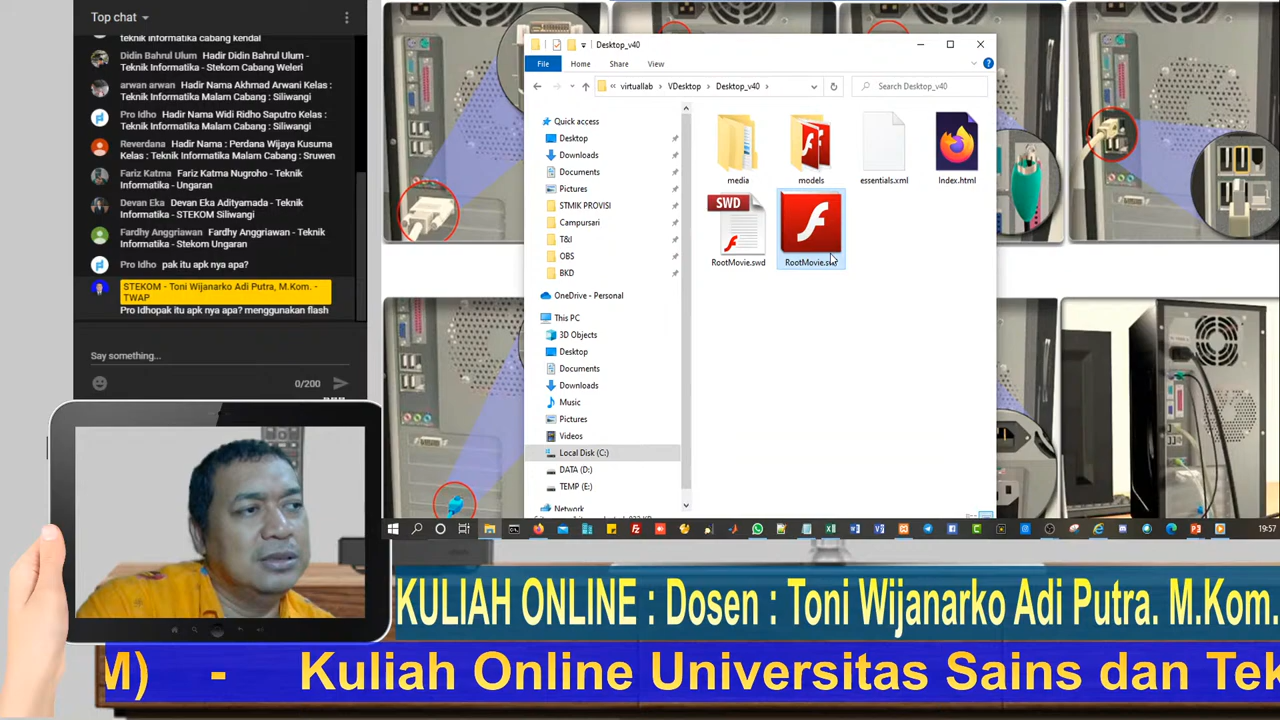 Top chat
teknik informatika cabang kendal
Didin Bahrul Ulum Hadir Didin Bahrul Ulum -
Teknik Informatika - Stekom Cabang Weleri
arwan arwan Hadir Nama Akhmad Arwani Kelas :
Teknik Informatika Malam Cabang : Siliwangi
Pro Idho Hadir Nama Widi Ridho Saputro Kelas :
Teknik Informatika Malam Cabang : Siliwangi
Reverdania Hadir Nama : Perdana Wijaya Kusuma
Kelas : Teknik Informatika Malam Cabang : Sruwen
Fariz Katma Fariz Katma Nugroho - Teknik
Informatika - Ungaran
Devan Eka Devan Eka Adityamada - Teknik
Informatika - STEKOM Siliwangi
Fardhy Anggriawan Fardhy Anggriawan - Teknik
Informatika - Stekom Ungaran
Pro Idho pak itu apk nya apa?
STEKOM - Toni Wijanarko Adi Putra, M.Kom. -
TWAP
Pro Idhopak itu apk nya apa? menggunakan flash
Say something...
0/200
Desktop_v40
File Home Share View
virtuallab VDesktop Desktop_v40
Search Desktop_v40
Quick access
Desktop
Downloads
Documents
Pictures
STMIK PROVISI
Campursari
T&I
OBS
BKD
OneDrive - Personal
This PC
3D Objects
Desktop
Documents
Downloads
Music
Pictures
Videos
Local Disk (C:)
DATA (D:)
TEMP (E:)
Network
media
models
essentials.xml
Index.html
SWD
RootMovie.swd
RootMovie.swf
19:57
KULIAH ONLINE : Dosen : Toni Wijanarko Adi Putra. M.Kom.
M) - Kuliah Online Universitas Sains dan Tek